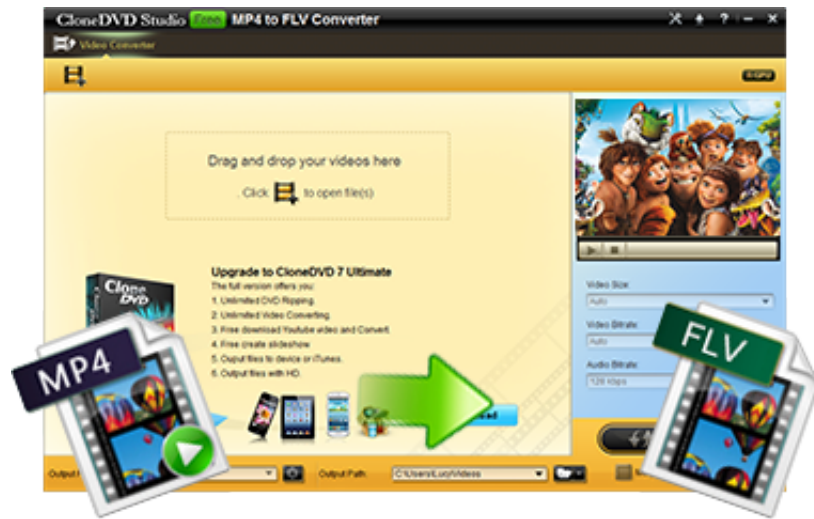 CloneDVD Studio Free MP4 to FLV Converter
Video Converter
GPU
Drag and drop your videos here
. Click to open file(s)
Upgrade to CloneDVD 7 Ultimate
The full version offers you:
1. Unlimited DVD Ripping.
2. Unlimited Video Converting.
3. Free download Youtube video and Convert.
4. Free create slideshow
5. Ouput files to device or iTunes.
6. Output files with HD.
Clone
DVD
Video Size:
Auto
Video Bitrate:
Auto
Audio Bitrate:
128 kbps
MP4
FLV
Output
Output Path:
C:\Users\Lucy\Videos